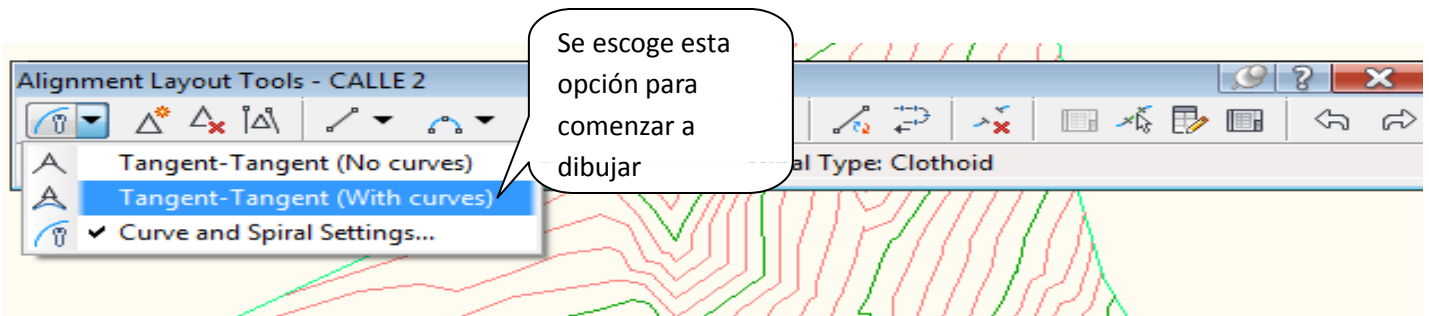 Se escoge esta
opción para
comenzar a
dibujar
Alignment Layout Tools - CALLE 2
Tangent-Tangent (No curves)
Type: Clothoid
Tangent-Tangent (With curves)
Curve and Spiral Settings...